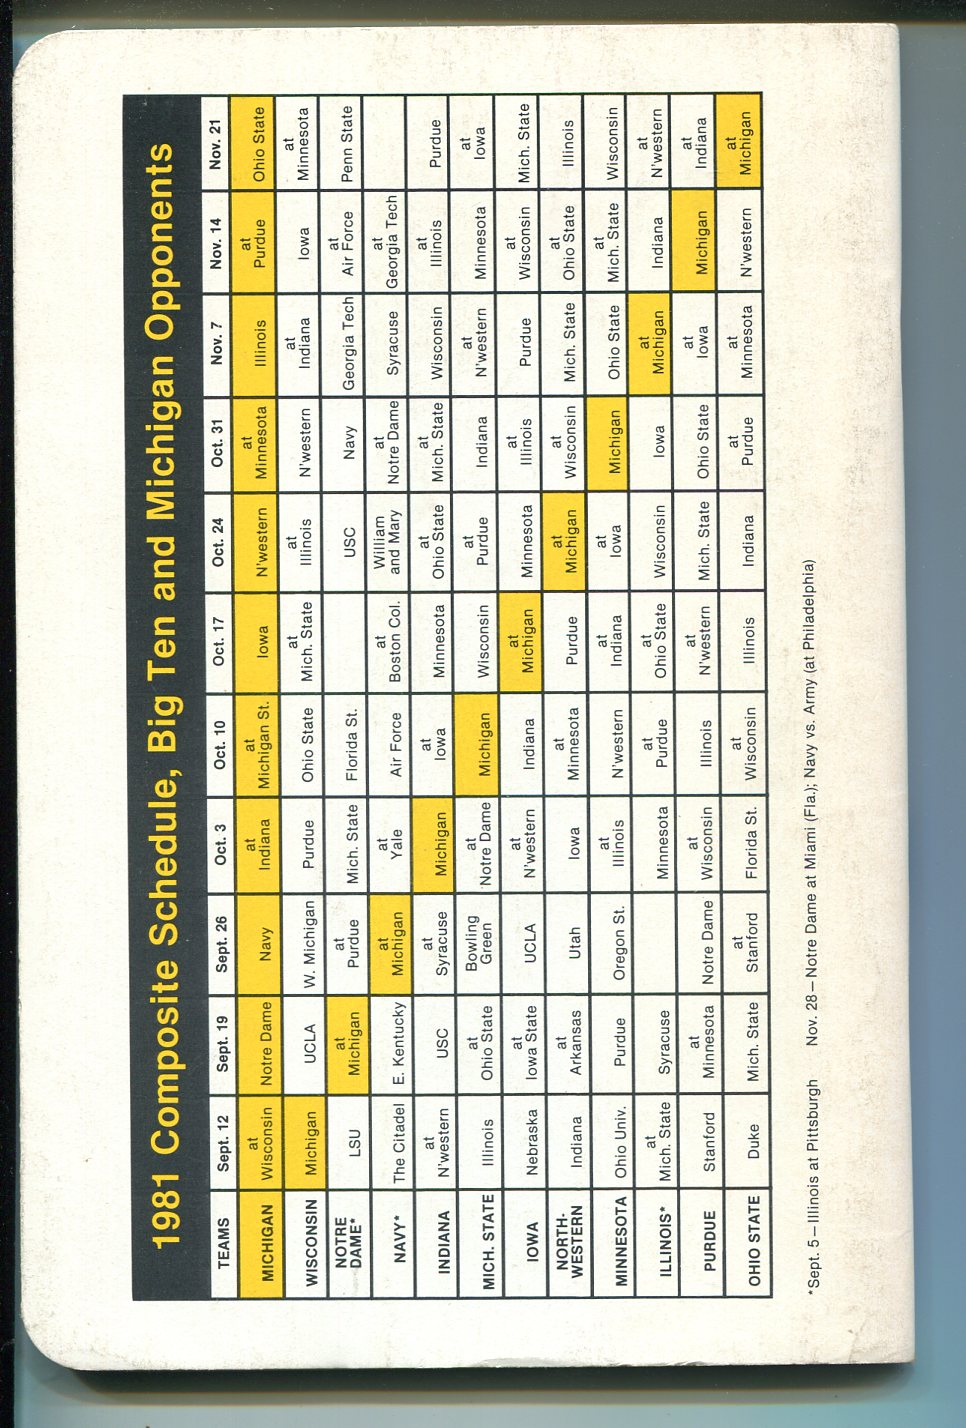 1981 Composite Schedule, Big Ten and Michigan Opponents
TEAMS Sept. 12 Sept. 19 Sept. 26 Oct. 3 Oct. 10 Oct. 17 Oct. 24 Oct. 31 Nov. 7 Nov. 14 Nov. 21
MICHIGAN at Wisconsin Notre Dame Navy at Indiana at Michigan St. Iowa N'western at Minnesota Illinois at Purdue Ohio State
WISCONSIN Michigan UCLA W. Michigan Purdue Ohio State at Mich. State at Illinois N'western at Indiana Iowa at Minnesota
NOTRE DAME* LSU at Michigan at Purdue Mich. State Florida St. USC Navy Georgia Tech at Air Force Penn State
NAVY* The Citadel E. Kentucky at Michigan at Yale Air Force at Boston Col. William and Mary at Notre Dame Syracuse at Georgia Tech
INDIANA at N'western USC at Syracuse Michigan at Iowa Minnesota at Ohio State at Mich. State Wisconsin at Illinois Purdue
MICH. STATE Illinois at Ohio State Bowling Green at Notre Dame Michigan Wisconsin at Purdue Indiana at N'western Minnesota at Iowa
IOWA Nebraska at Iowa State UCLA at N'western Indiana at Michigan Minnesota at Illinois Purdue at Wisconsin Mich. State
NORTH-WESTERN Indiana at Arkansas Utah Iowa at Minnesota Purdue at Michigan at Wisconsin Mich. State at Ohio State Illinois
MINNESOTA Ohio Univ. Purdue Oregon St. at Illinois N'western at Indiana at Iowa Michigan Ohio State at Mich. State Wisconsin
ILLINOIS* at Mich. State Syracuse Minnesota at Purdue at Ohio State Wisconsin Iowa at Michigan Indiana at N'western
PURDUE Stanford at Minnesota Notre Dame at Wisconsin Illinois at N'western Mich. State Ohio State at Iowa Michigan at Indiana
OHIO STATE Duke Mich. State at Stanford Florida St. at Wisconsin Illinois Indiana at Purdue at Minnesota N'western at Michigan
*Sept. 5—Illinois at Pittsburgh Nov. 28—Notre Dame at Miami (Fla.); Navy vs. Army (at Philadelphia)